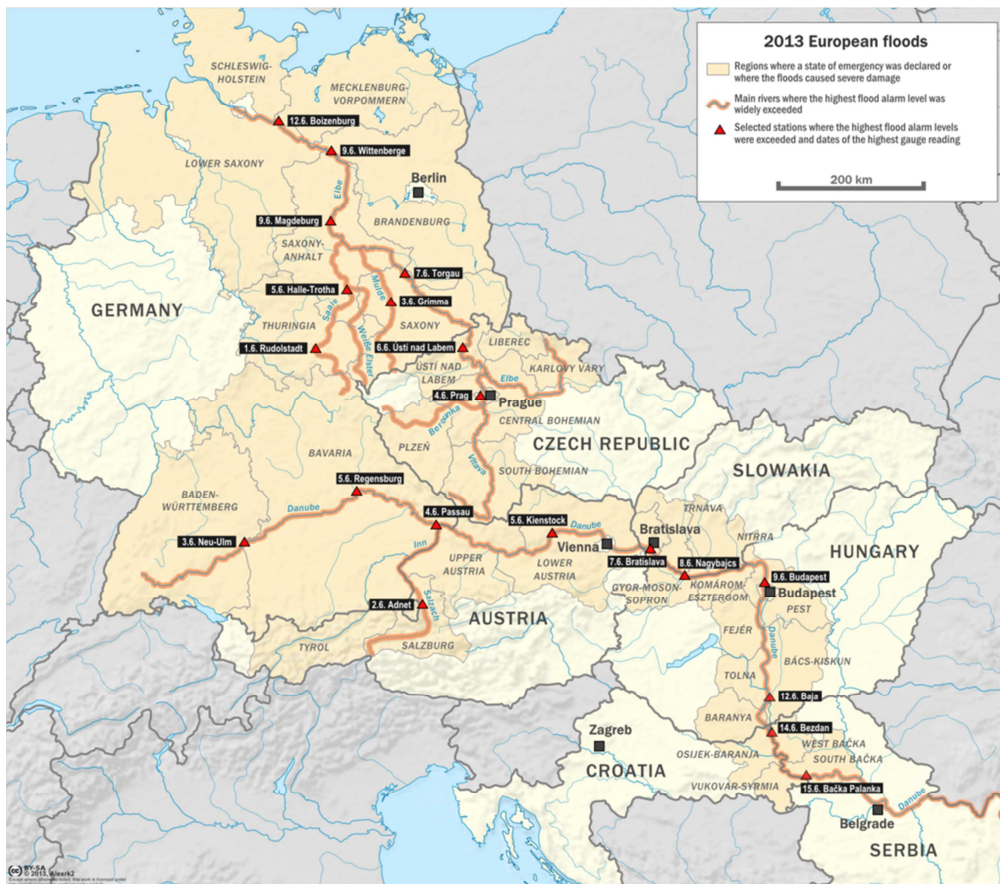 2013 European floods
Regions where a state of emergency was declared or
where the floods caused severe damage
Main rivers where the highest flood alarm level was
widely exceeded
Selected stations where the highest flood alarm levels
were exceeded and dates of the highest gauge reading
200 km
SCHLESWIG-
HOLSTEIN
MECKLENBURG-
VORPOMMERN
12.6. Boizenburg
9.6. Wittenberge
LOWER SAXONY
Berlin
Elbe
9.6. Magdeburg
BRANDENBURG
SAXONY-
ANHALT
7.6. Torgau
5.6. Halle-Trotha
Mulde
3.6. Grimma
GERMANY
Saale
THURINGIA
Weiße Elster
SAXONY
1.6. Rudolstadt
6.6. Ústí nad Labem
LIBEREC
ÚSTÍ NAD
LABEM
KARLOVY VARY
Elbe
4.6. Prag
Prague
Berounka
CENTRAL BOHEMIAN
PLZEŇ
CZECH REPUBLIC
BAVARIA
Vltava
SOUTH BOHEMIAN
SLOWAKIA
5.6. Regensburg
BADEN-
WÜRTTEMBERG
Danube
4.6. Passau
5.6. Kienstock
Danube
TRNAVA
NITRRA
Bratislava
3.6. Neu-Ulm
Inn
Vienna
7.6. Bratislava
8.6. Nagybajcs
HUNGARY
UPPER
AUSTRIA
LOWER
AUSTRIA
9.6. Budapest
Budapest
GYOR-MOSON-
SOPRON
KOMÁROM-
ESZTERGOM
PEST
2.6. Adnet
Salzach
AUSTRIA
TYROL
SALZBURG
FEJÉR
Danube
BÁCS-KISKUN
TOLNA
12.6. Baja
BARANYA
14.6. Bezdan
Zagreb
OSIJEK-BARANJA
WEST BAČKA
SOUTH BAČKA
CROATIA
VUKOVAR-SYRMIA
15.6. Bačka Palanka
Danube
Belgrade
SERBIA
cc BY-SA
© 2013, Alexrk2